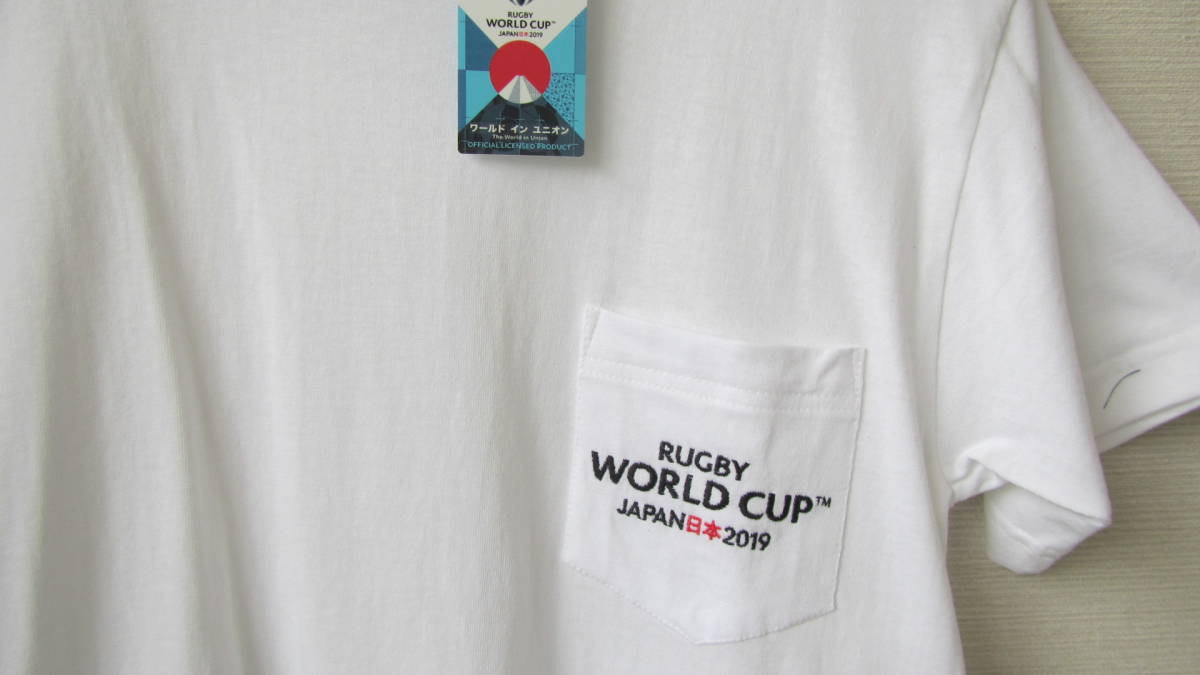 RUGBY
WORLD CUP™
JAPAN日本2019
ワールド イン ユニオン
The World in Union
OFFICIAL LICENSED PRODUCT
RUGBY
WORLD CUP™
JAPAN日本2019